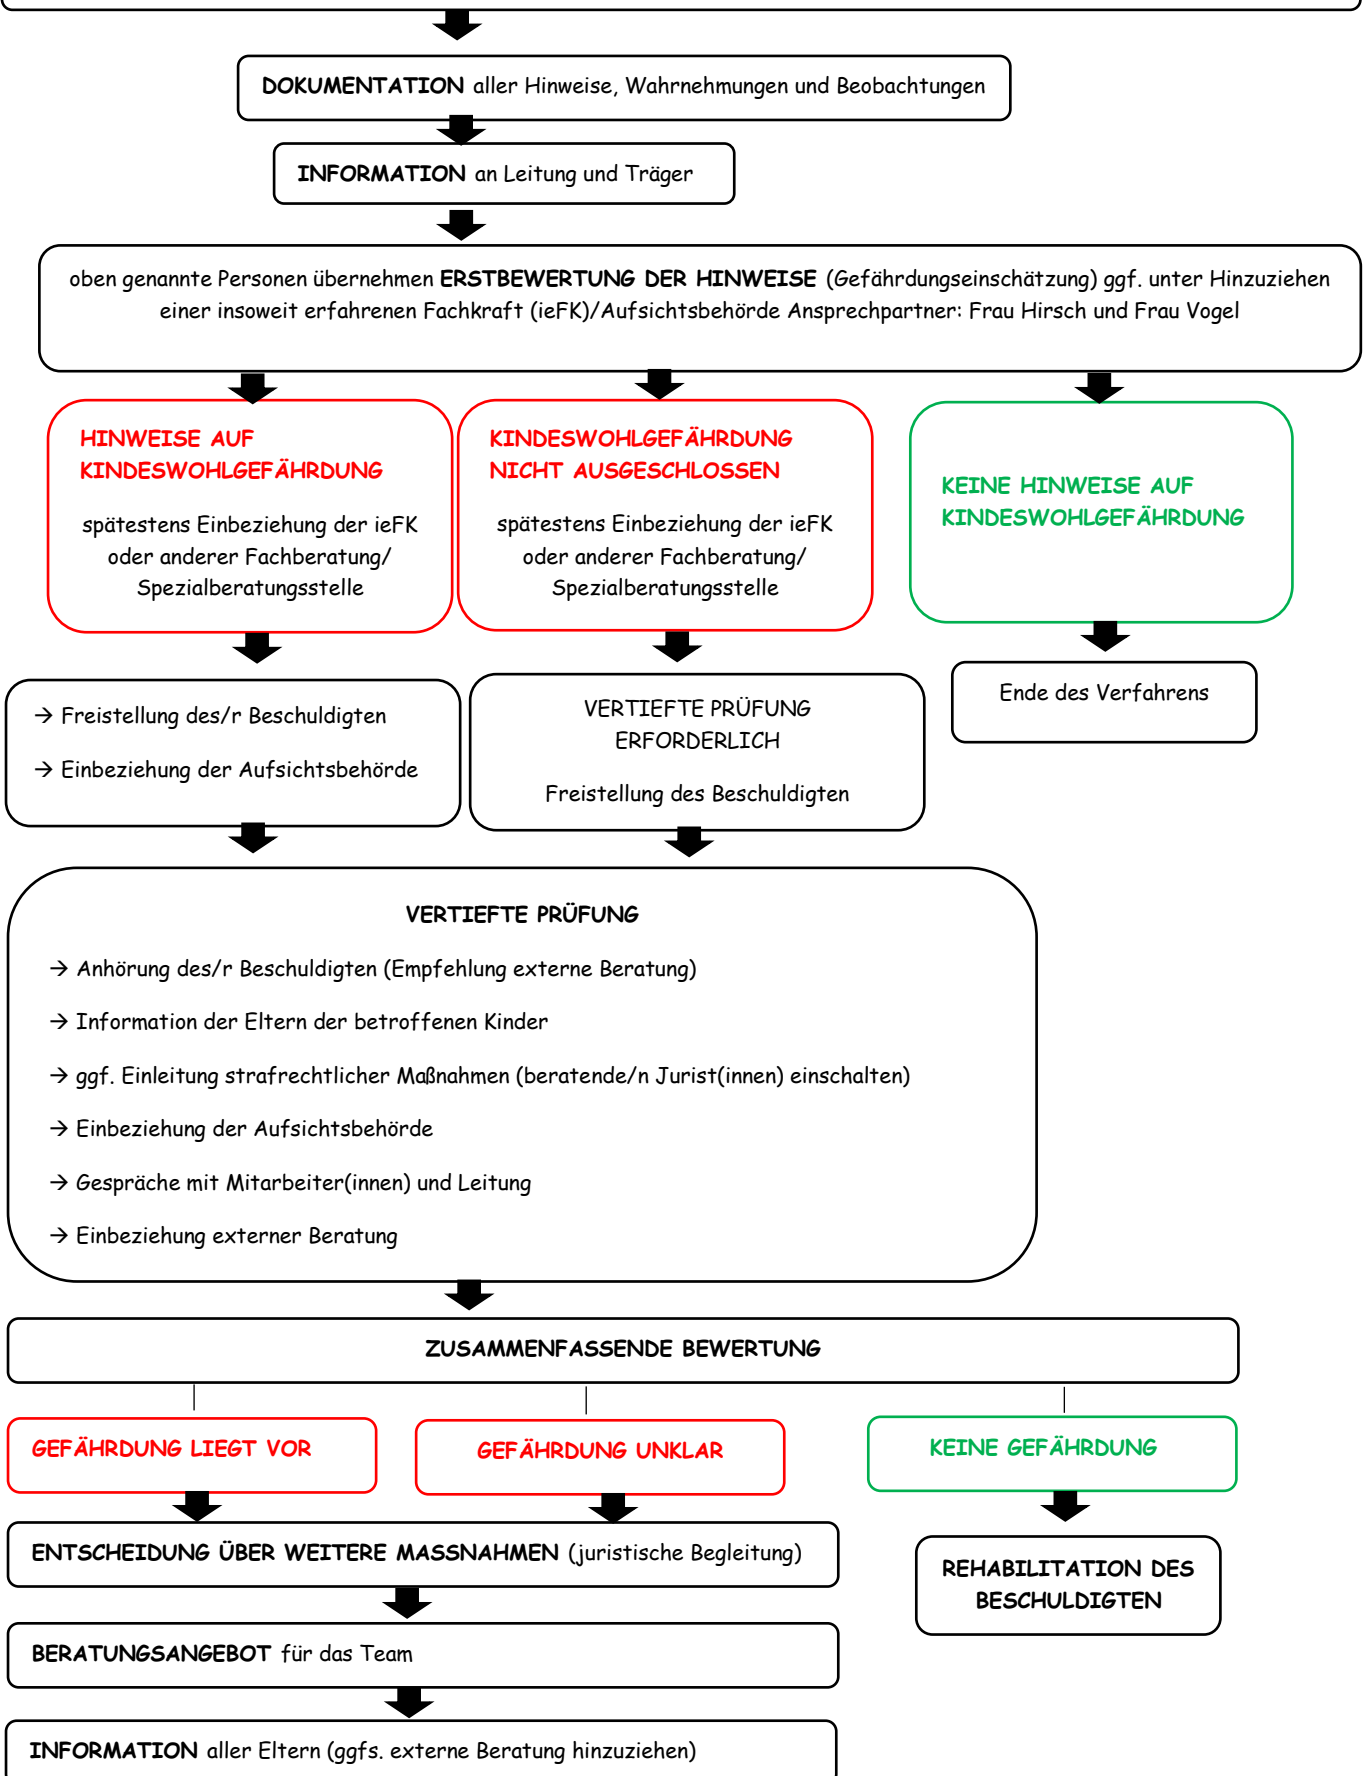 DOKUMENTATION aller Hinweise, Wahrnehmungen und Beobachtungen
INFORMATION an Leitung und Träger
oben genannte Personen übernehmen ERSTBEWERTUNG DER HINWEISE (Gefährdungseinschätzung) ggf. unter Hinzuziehen
einer insoweit erfahrenen Fachkraft (ieFK)/Aufsichtsbehörde Ansprechpartner: Frau Hirsch und Frau Vogel
HINWEISE AUF
KINDESWOHLGEFÄHRDUNG
spätestens Einbeziehung der ieFK
oder anderer Fachberatung/
Spezialberatungsstelle
KINDESWOHLGEFÄHRDUNG
NICHT AUSGESCHLOSSEN
spätestens Einbeziehung der ieFK
oder anderer Fachberatung/
Spezialberatungsstelle
KEINE HINWEISE AUF
KINDESWOHLGEFÄHRDUNG
→ Freistellung des/r Beschuldigten
→ Einbeziehung der Aufsichtsbehörde
VERTIEFTE PRÜFUNG
ERFORDERLICH
Freistellung des Beschuldigten
Ende des Verfahrens
VERTIEFTE PRÜFUNG
→ Anhörung des/r Beschuldigten (Empfehlung externe Beratung)
→ Information der Eltern der betroffenen Kinder
→ ggf. Einleitung strafrechtlicher Maßnahmen (beratende/n Jurist(innen) einschalten)
→ Einbeziehung der Aufsichtsbehörde
→ Gespräche mit Mitarbeiter(innen) und Leitung
→ Einbeziehung externer Beratung
ZUSAMMENFASSENDE BEWERTUNG
GEFÄHRDUNG LIEGT VOR
GEFÄHRDUNG UNKLAR
KEINE GEFÄHRDUNG
ENTSCHEIDUNG ÜBER WEITERE MASSNAHMEN (juristische Begleitung)
REHABILITATION DES
BESCHULDIGTEN
BERATUNGSANGEBOT für das Team
INFORMATION aller Eltern (ggfs. externe Beratung hinzuziehen)